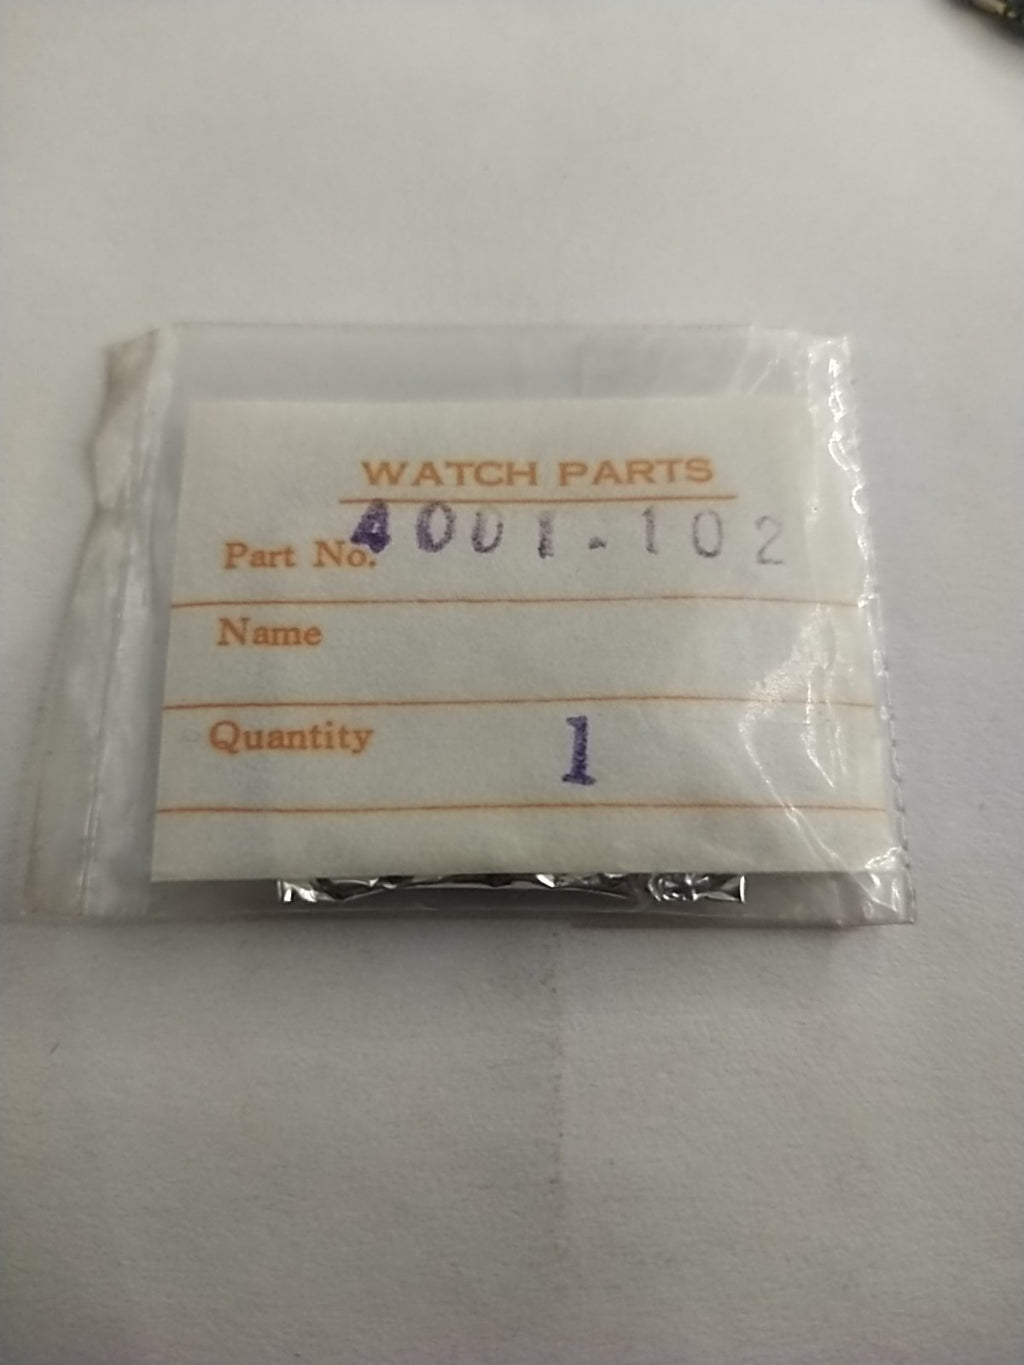 WATCH PARTS
Part No. 4001.102
Name
Quantity 1